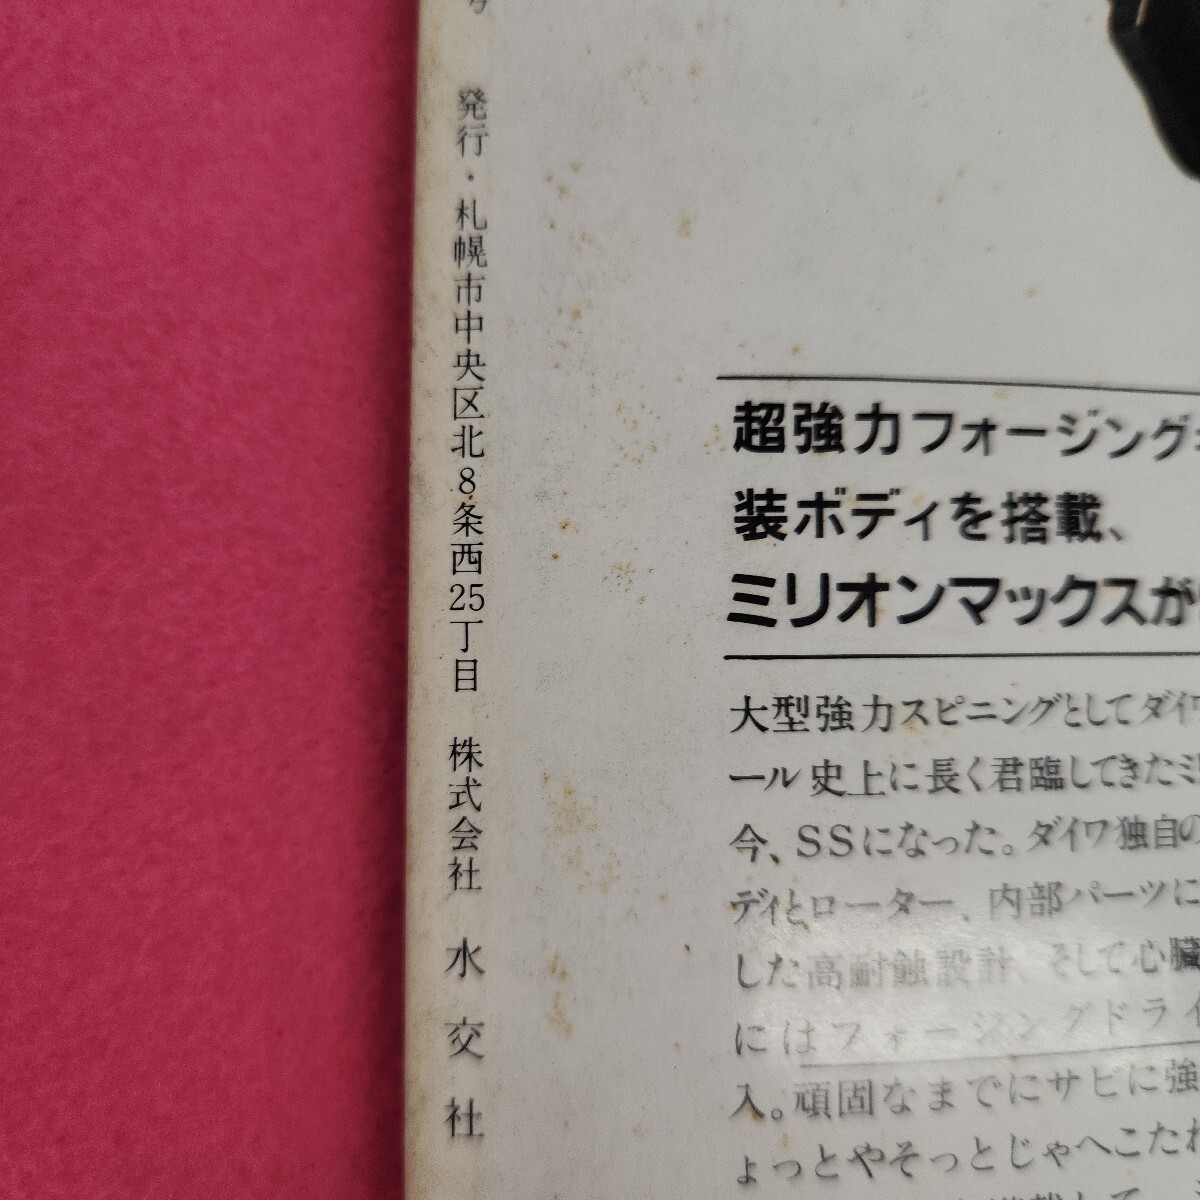 発行・札幌市中央区北8条西25丁目 株式会社 水交社
超強力フォージング
装ボディを搭載、
ミリオンマックスが
大型強力スピニングとしてダイワ
ール史上に長く君臨してきたミ
今、SSになった。ダイワ独自の
ディとローター、内部パーツに
した高耐蝕設計、そして心臓
にはフォージングドライ
入。頑固なまでにサビに強
ょっとやそっとじゃへこたれ